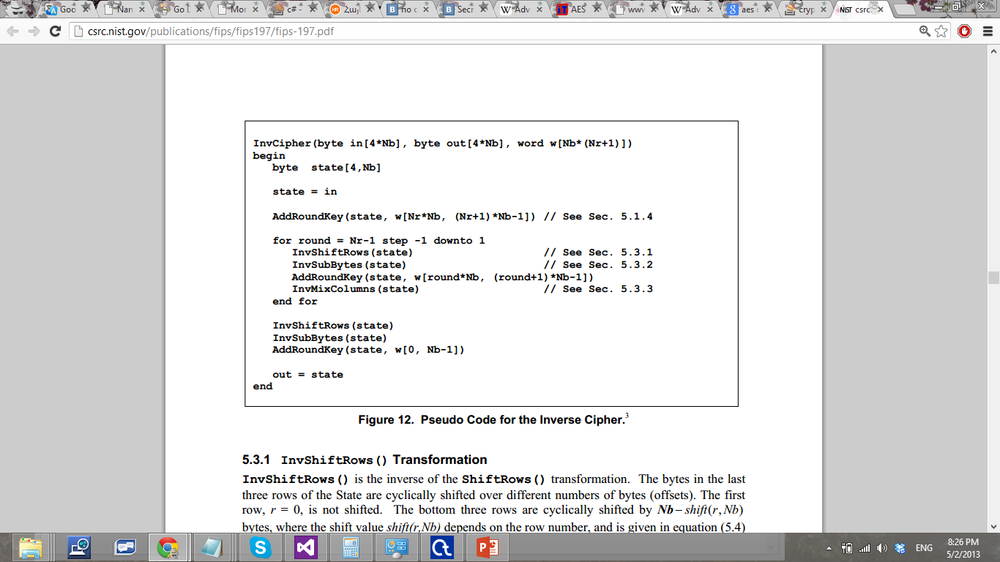 Goo
Nan
Go L
Mor
c# -
Առ2
no c
Secr
Adv
AES
www
Adv
aes
cryp
NIST csrc
csrc.nist.gov/publications/fips/fips197/fips-197.pdf
InvCipher(byte in[4*Nb], byte out[4*Nb], word w[Nb*(Nr+1)])
begin
byte state[4,Nb]
state = in
AddRoundKey(state, w[Nr*Nb, (Nr+1)*Nb-1]) // See Sec. 5.1.4
for round = Nr-1 step -1 downto 1
InvShiftRows(state) // See Sec. 5.3.1
InvSubBytes(state) // See Sec. 5.3.2
AddRoundKey(state, w[round*Nb, (round+1)*Nb-1])
InvMixColumns(state) // See Sec. 5.3.3
end for
InvShiftRows(state)
InvSubBytes(state)
AddRoundKey(state, w[0, Nb-1])
out = state
end
Figure 12. Pseudo Code for the Inverse Cipher.3
5.3.1 InvShiftRows() Transformation
InvShiftRows() is the inverse of the ShiftRows() transformation. The bytes in the last
three rows of the State are cyclically shifted over different numbers of bytes (offsets). The first
row, r = 0, is not shifted. The bottom three rows are cyclically shifted by Nb – shift(r, Nb)
bytes, where the shift value shift(r,Nb) depends on the row number, and is given in equation (5.4)
ENG
8:26 PM
5/2/2013